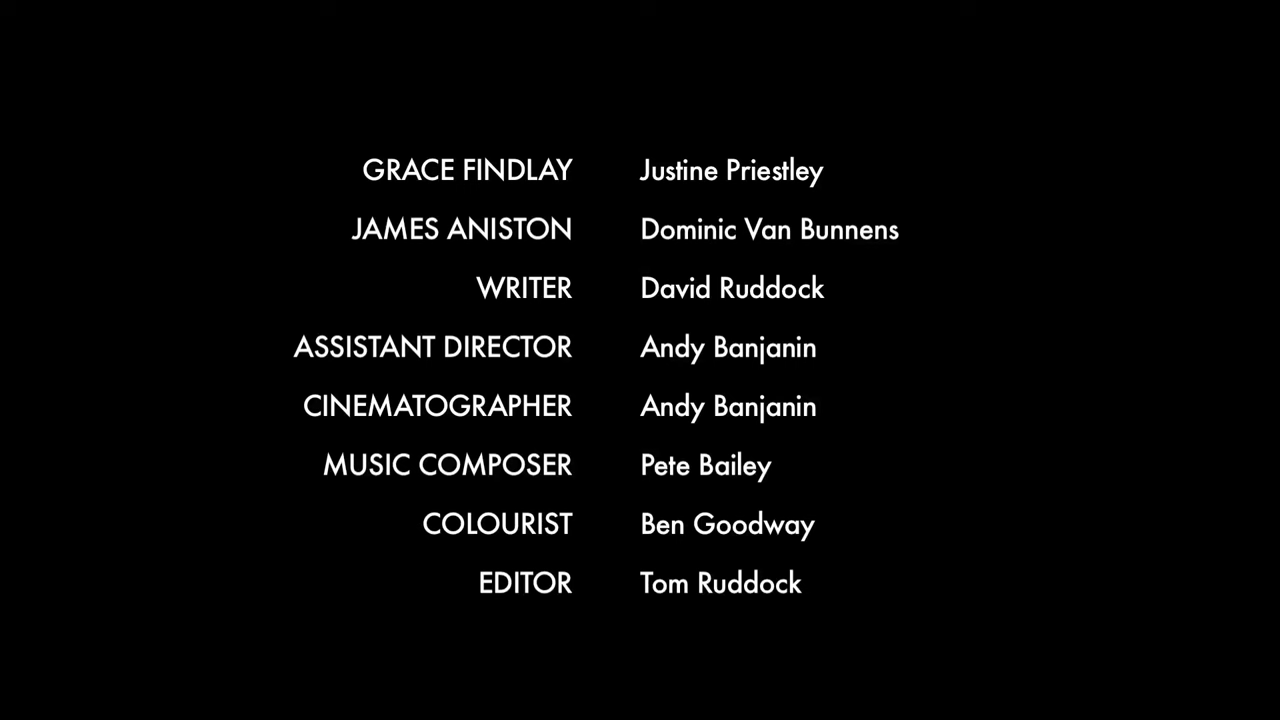 GRACE FINDLAY Justine Priestley
JAMES ANISTON Dominic Van Bunnens
WRITER David Ruddock
ASSISTANT DIRECTOR Andy Banjanin
CINEMATOGRAPHER Andy Banjanin
MUSIC COMPOSER Pete Bailey
COLOURIST Ben Goodway
EDITOR Tom Ruddock